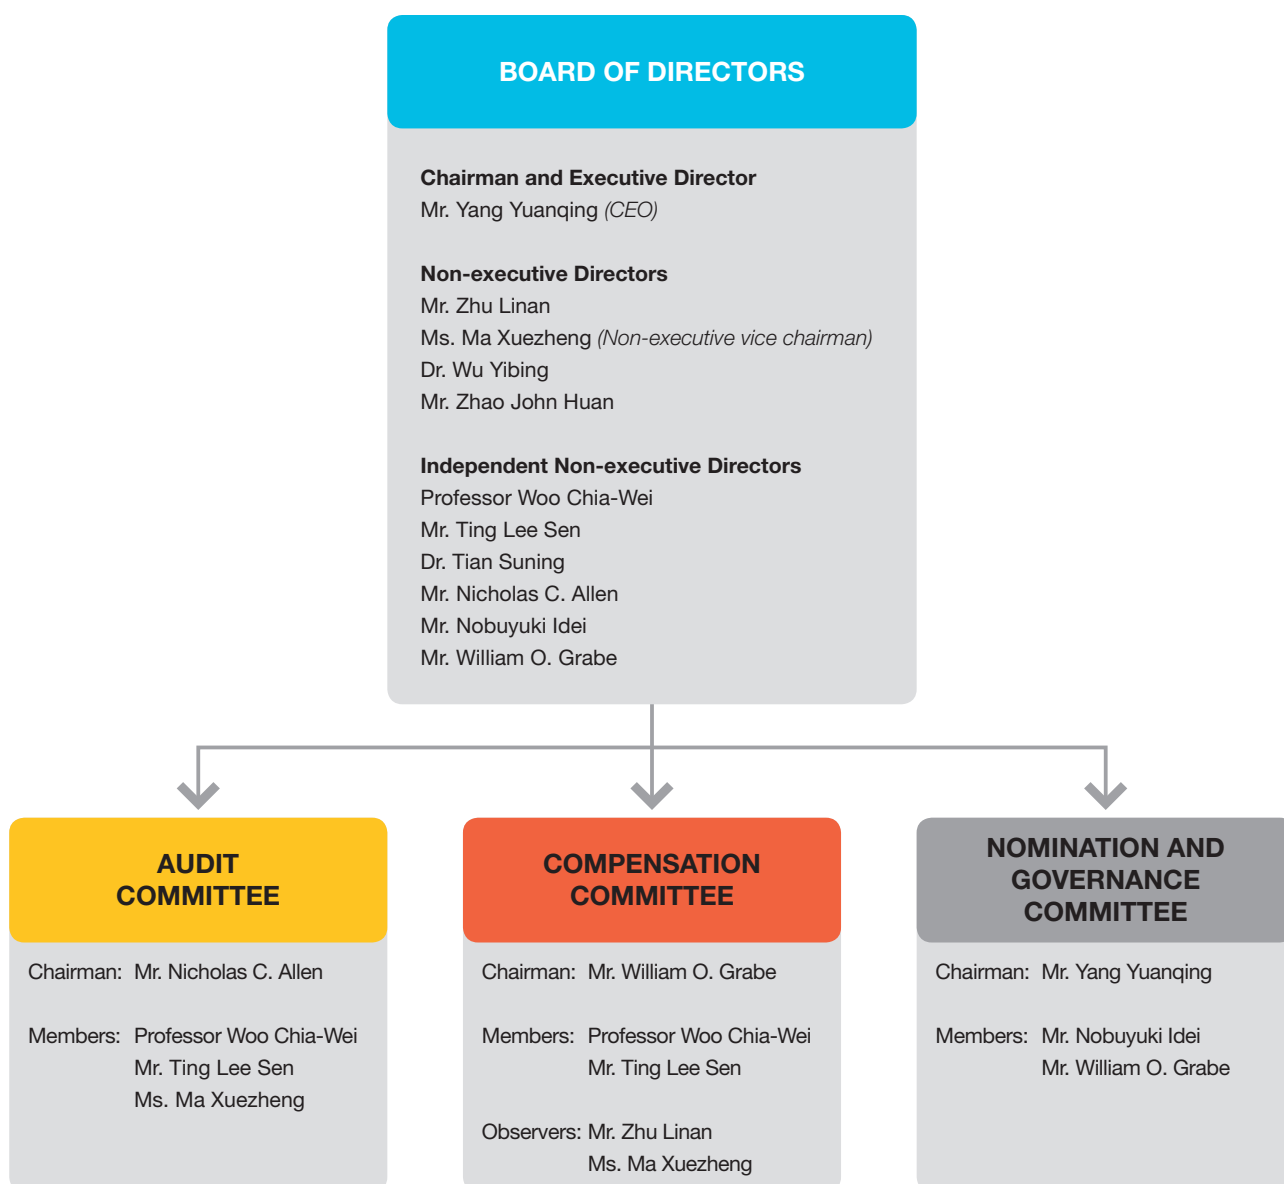 BOARD OF DIRECTORS
Chairman and Executive Director
Mr. Yang Yuanqing (CEO)
Non-executive Directors
Mr. Zhu Linan
Ms. Ma Xuezheng (Non-executive vice chairman)
Dr. Wu Yibing
Mr. Zhao John Huan
Independent Non-executive Directors
Professor Woo Chia-Wei
Mr. Ting Lee Sen
Dr. Tian Suning
Mr. Nicholas C. Allen
Mr. Nobuyuki Idei
Mr. William O. Grabe
AUDIT
COMMITTEE
Chairman: Mr. Nicholas C. Allen
Members: Professor Woo Chia-Wei
Mr. Ting Lee Sen
Ms. Ma Xuezheng
COMPENSATION
COMMITTEE
Chairman: Mr. William O. Grabe
Members: Professor Woo Chia-Wei
Mr. Ting Lee Sen
Observers: Mr. Zhu Linan
Ms. Ma Xuezheng
NOMINATION AND
GOVERNANCE
COMMITTEE
Chairman: Mr. Yang Yuanqing
Members: Mr. Nobuyuki Idei
Mr. William O. Grabe